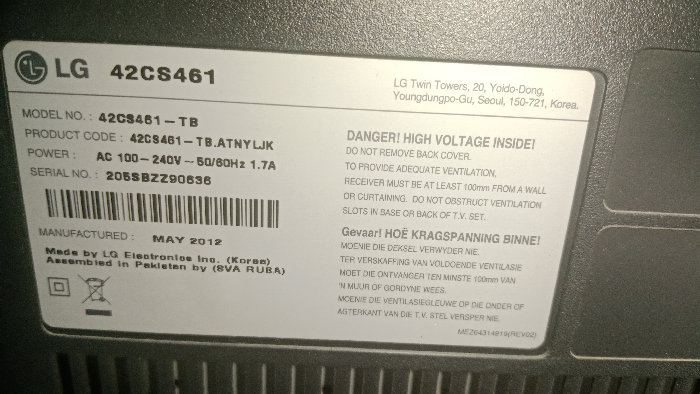 LG 42CS461
LG Twin Towers, 20, Yoido-Dong,
Youngdungpo-Gu, Seoul, 150-721, Korea.
MODEL NO. : 42CS461-TB
PRODUCT CODE : 42CS461-TB.ATNYLJK
POWER : AC 100-240V ~ 50/60Hz 1.7A
SERIAL NO. : 205SBZZ90636
MANUFACTURED : MAY 2012
Made by LG Electronics Inc. (Korea)
Assembled in Pakistan by (SVA RUBA)
DANGER! HIGH VOLTAGE INSIDE!
DO NOT REMOVE BACK COVER.
TO PROVIDE ADEQUATE VENTILATION,
RECEIVER MUST BE AT LEAST 100mm FROM A WALL
OR CURTAINING. DO NOT OBSTRUCT VENTILATION
SLOTS IN BASE OR BACK OF T.V. SET.
Gevaar! HOË KRAGSPANNING BINNE!
MOENIE DIE DEKSEL VERWYDER NIE.
TER VERSKAFFING VAN VOLDOENDE VENTILASIE
MOET DIE ONTVANGER TEN MINSTE 100mm VAN
'N MUUR OF GORDYNE WEES.
MOENIE DIE VENTILASIEGLEUWE OP DIE ONDER OF
AGTERKANT VAN DIE T.V. STEL VERSPER NIE.
MEZ64314919(REV02)